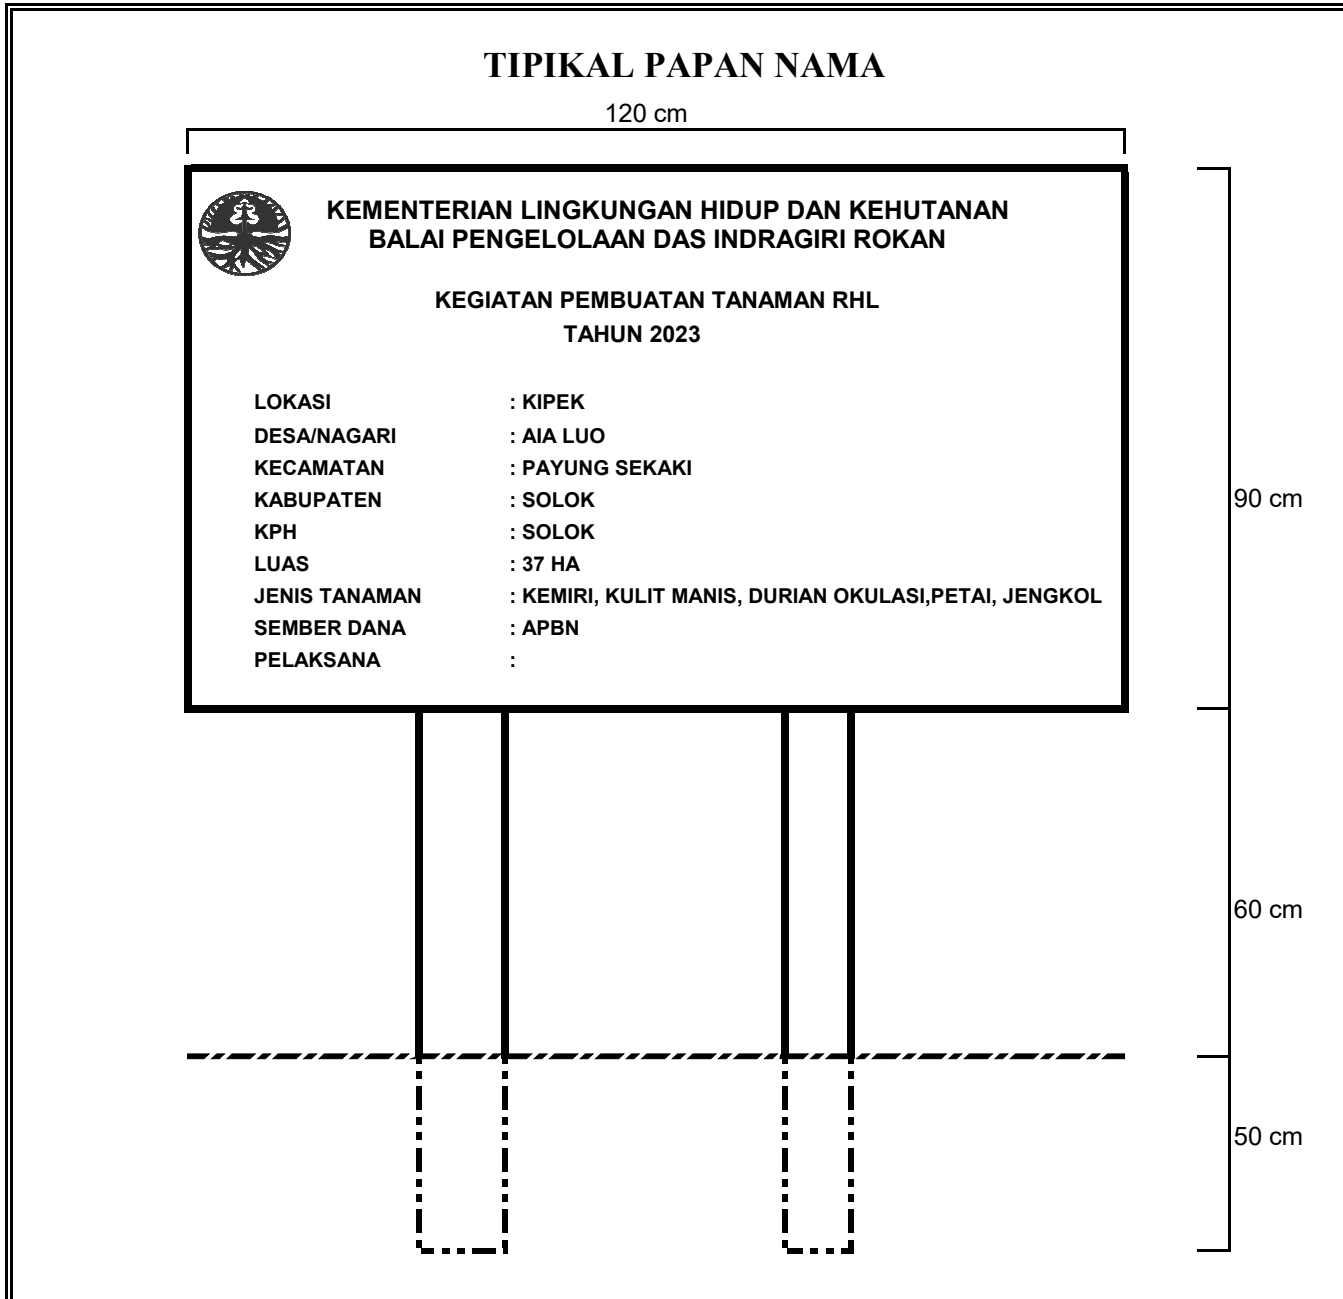 TIPIKAL PAPAN NAMA
120 cm
KEMENTERIAN LINGKUNGAN HIDUP DAN KEHUTANAN
BALAI PENGELOLAAN DAS INDRAGIRI ROKAN
KEGIATAN PEMBUATAN TANAMAN RHL
TAHUN 2023
LOKASI : KIPEK
DESA/NAGARI : AIA LUO
KECAMATAN : PAYUNG SEKAKI
KABUPATEN : SOLOK
KPH : SOLOK
LUAS : 37 HA
JENIS TANAMAN : KEMIRI, KULIT MANIS, DURIAN OKULASI,PETAI, JENGKOL
SEMBER DANA : APBN
PELAKSANA :
90 cm
60 cm
50 cm